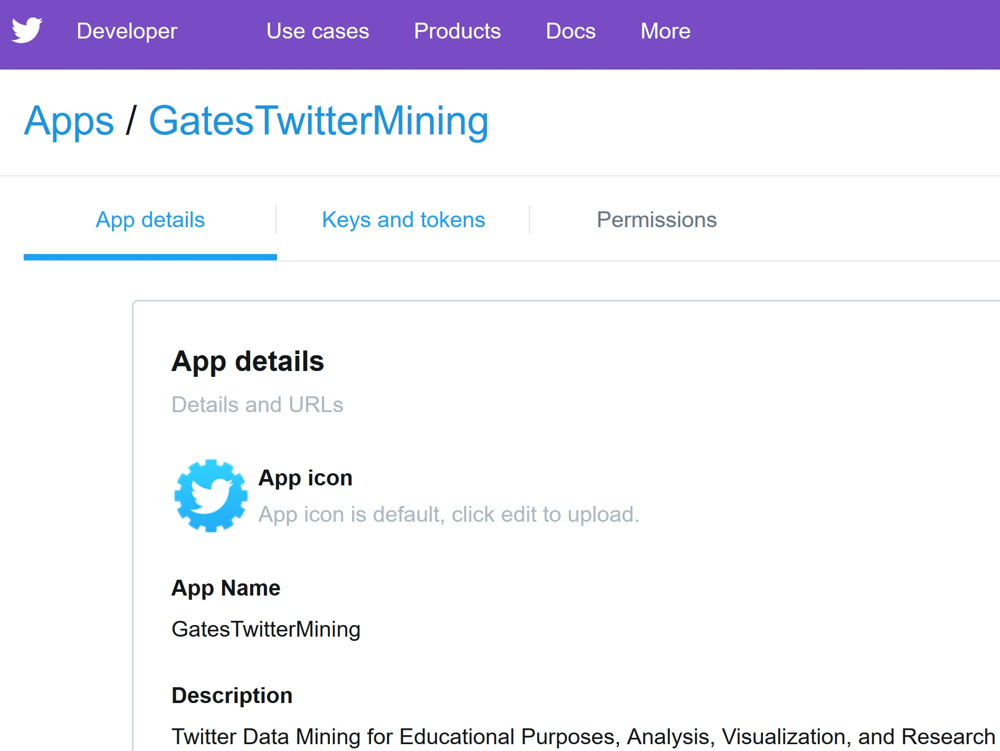 Developer Use cases Products Docs More
Apps / GatesTwitterMining
App details Keys and tokens Permissions
App details
Details and URLs
App icon
App icon is default, click edit to upload.
App Name
GatesTwitterMining
Description
Twitter Data Mining for Educational Purposes, Analysis, Visualization, and Research